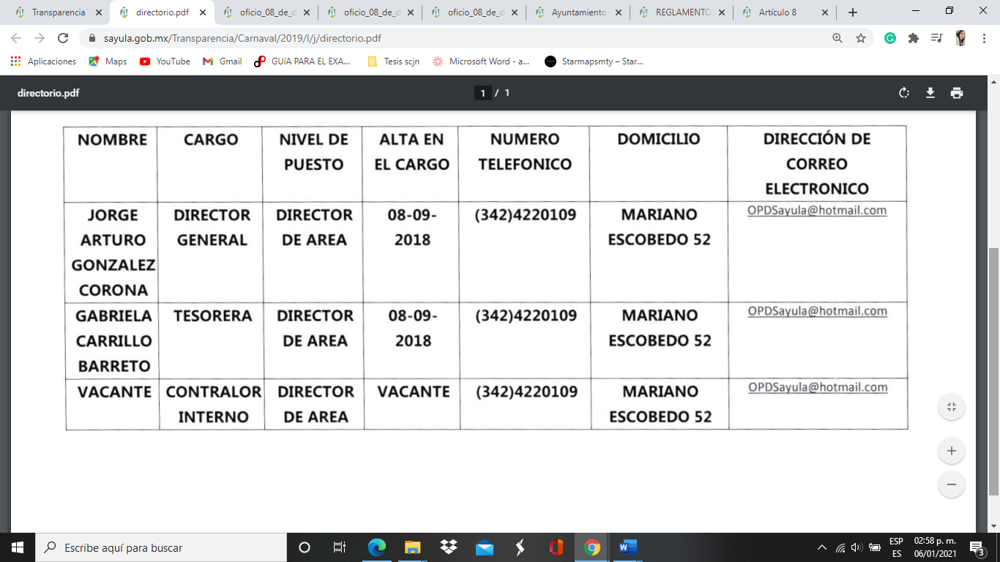 Transparencia
directorio.pdf
oficio_08_de_d
oficio_08_de_d
oficio_08_de_d
Ayuntamiento
REGLAMENTO
Artículo 8
sayula.gob.mx/Transparencia/Carnaval/2019/I/j/directorio.pdf
Aplicaciones
Maps
YouTube
Gmail
GUíA PARA EL EXA...
Tesis scjn
Microsoft Word - a...
Starmapsmty – Star...
directorio.pdf
1 / 1
NOMBRE
CARGO
NIVEL DE
PUESTO
ALTA EN
EL CARGO
NUMERO
TELEFONICO
DOMICILIO
DIRECCIÓN DE
CORREO
ELECTRONICO
JORGE
ARTURO
GONZALEZ
CORONA
DIRECTOR
GENERAL
DIRECTOR
DE AREA
08-09-
2018
(342)4220109
MARIANO
ESCOBEDO 52
OPDSayula@hotmail.com
GABRIELA
CARRILLO
BARRETO
TESORERA
DIRECTOR
DE AREA
08-09-
2018
(342)4220109
MARIANO
ESCOBEDO 52
OPDSayula@hotmail.com
VACANTE
CONTRALOR
INTERNO
DIRECTOR
DE AREA
VACANTE
(342)4220109
MARIANO
ESCOBEDO 52
OPDSayula@hotmail.com
Escribe aquí para buscar
ESP
ES
02:58 p. m.
06/01/2021
3